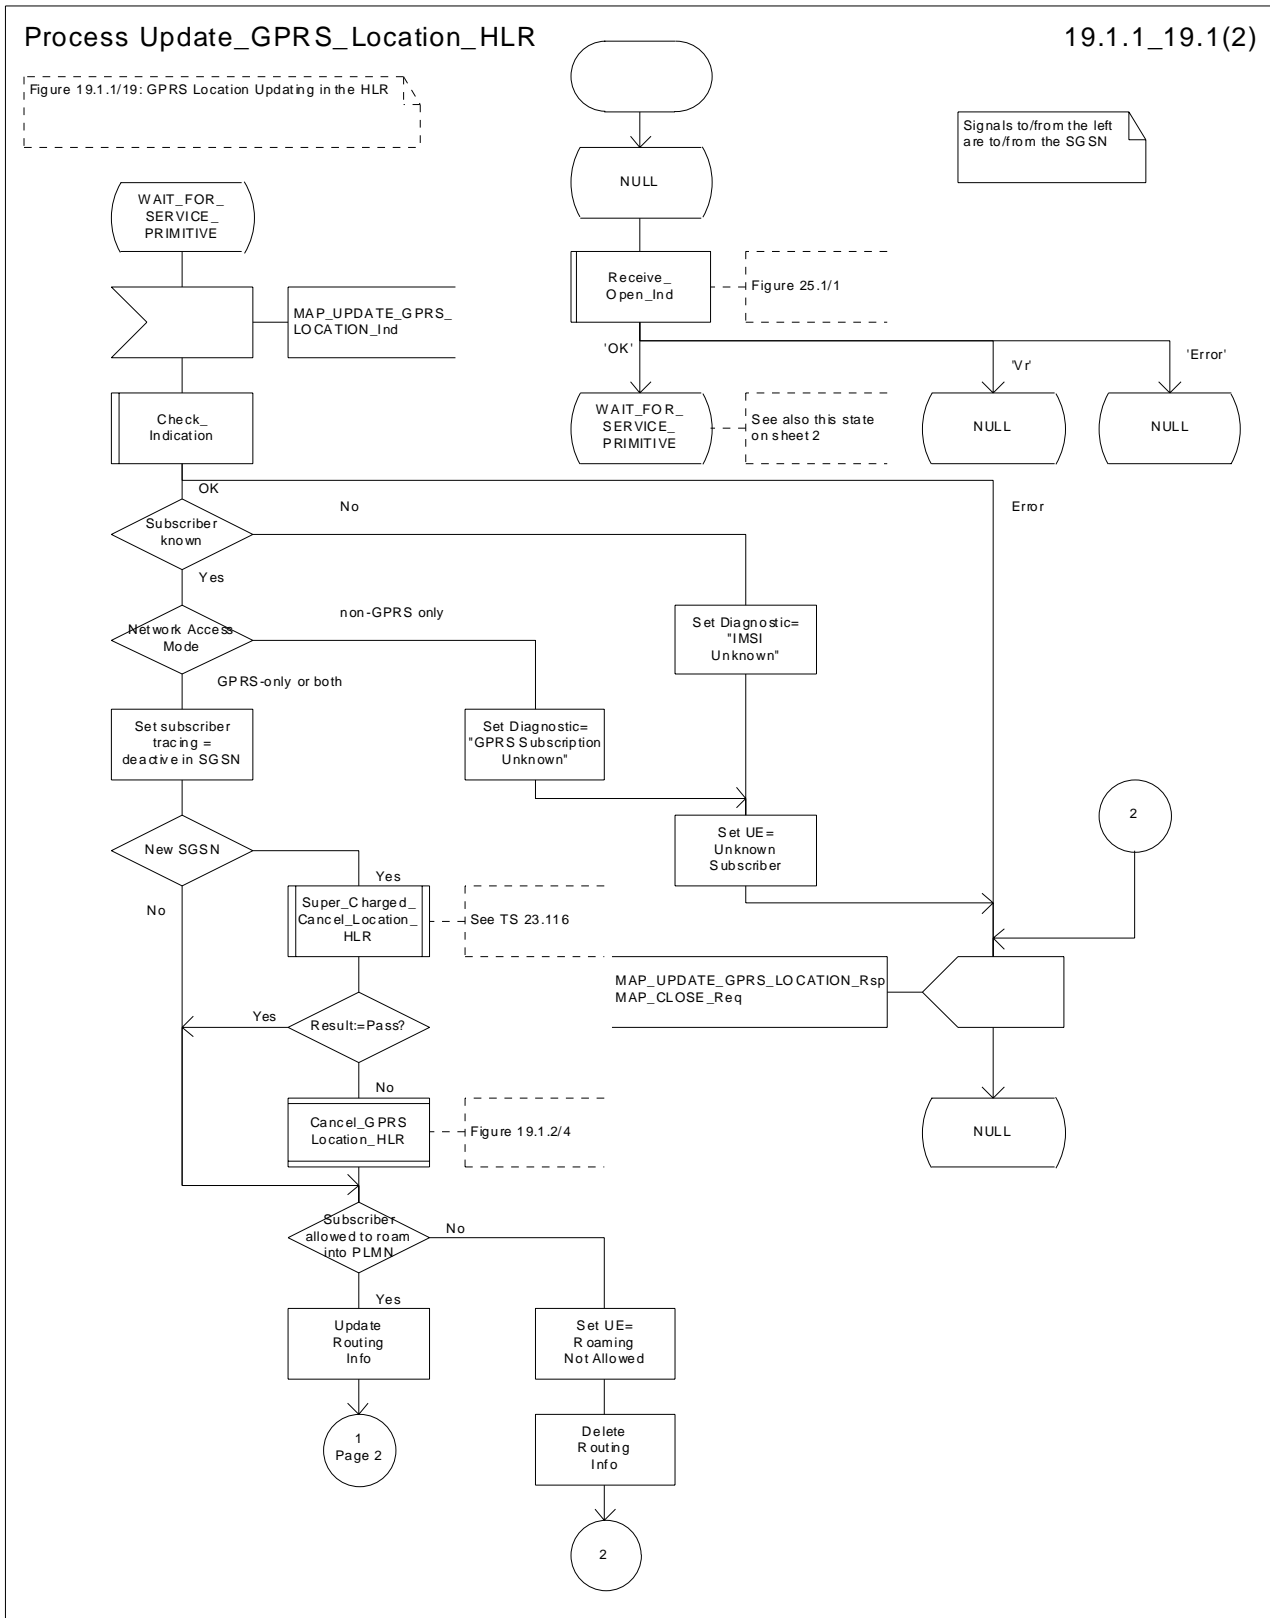 Process Update_GPRS_Location_HLR
19.1.1_19.1(2)
Figure 19.1.1/19: GPRS Location Updating in the HLR
Signals to/from the left
are to/from the SGSN
NULL
WAIT_FOR_
SERVICE_
PRIMITIVE
Receive_
Open_Ind
Figure 25.1/1
MAP_UPDATE_GPRS_
LOCATION_Ind
'OK'
'Vr'
'Error'
WAIT_FOR_
SERVICE_
PRIMITIVE
See also this state
on sheet 2
NULL
NULL
Check_
Indication
OK
No
Error
Subscriber
known
Yes
Network Access
Mode
non-GPRS only
Set Diagnostic=
"IMSI
Unknown"
GPRS-only or both
Set subscriber
tracing =
deactive in SGSN
Set Diagnostic=
"GPRS Subscription
Unknown"
2
New SGSN
Set UE=
Unknown
Subscriber
Yes
No
Super_Charged_
Cancel_Location_
HLR
See TS 23.116
MAP_UPDATE_GPRS_LOCATION_Rsp
MAP_CLOSE_Req
Yes
Result:=Pass?
No
Cancel_GPRS
Location_HLR
Figure 19.1.2/4
NULL
Subscriber
allowed to roam
into PLMN
No
Yes
Update
Routing
Info
Set UE=
Roaming
Not Allowed
1
Page 2
Delete
Routing
Info
2